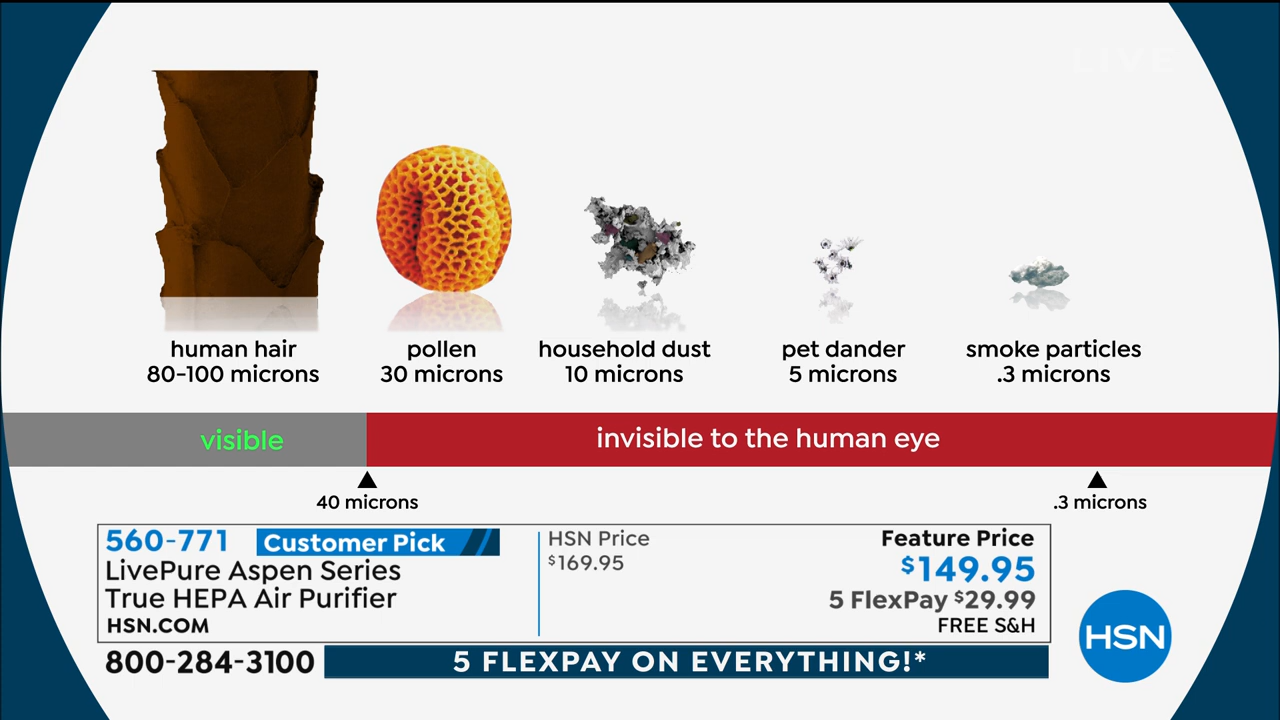 LIVE
human hair
80-100 microns
pollen
30 microns
household dust
10 microns
pet dander
5 microns
smoke particles
.3 microns
visible
invisible to the human eye
40 microns
.3 microns
560-771
Customer Pick
LivePure Aspen Series
True HEPA Air Purifier
HSN.COM
HSN Price
$169.95
Feature Price
$149.95
5 FlexPay $29.99
FREE S&H
HSN
800-284-3100
5 FLEXPAY ON EVERYTHING!*